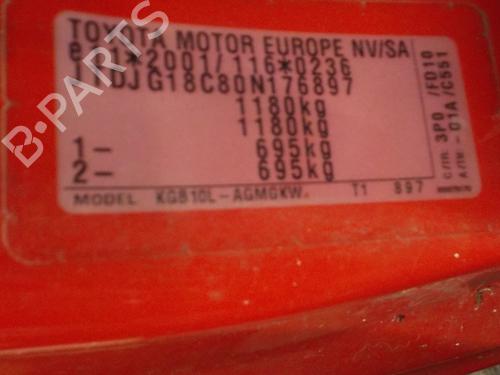 TOYOTA MOTOR EUROPE NV/SA
e11*2001/116*0236
JTDJG18C80N176897
1180kg
1180kg
1- 695kg
2- 695kg
MODEL KGB10L-AGMGKW T1 897
C/TR. 3P0 /FD10
A/TM -01A /C551
B-Parts